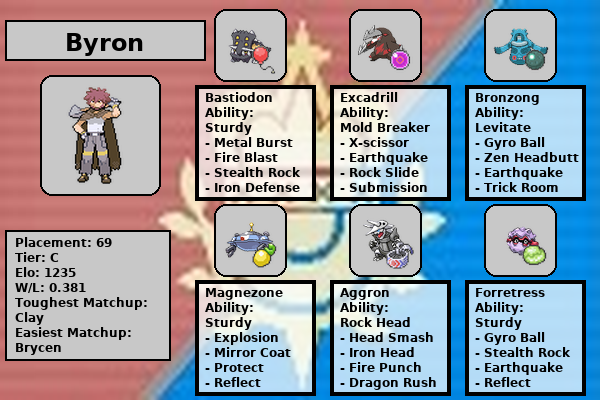 Byron
Placement: 69
Tier: C
Elo: 1235
W/L: 0.381
Toughest Matchup:
Clay
Easiest Matchup:
Brycen
Bastiodon
Ability:
Sturdy
- Metal Burst
- Fire Blast
- Stealth Rock
- Iron Defense
Excadrill
Ability:
Mold Breaker
- X-scissor
- Earthquake
- Rock Slide
- Submission
Bronzong
Ability:
Levitate
- Gyro Ball
- Zen Headbutt
- Earthquake
- Trick Room
Magnezone
Ability:
Sturdy
- Explosion
- Mirror Coat
- Protect
- Reflect
Aggron
Ability:
Rock Head
- Head Smash
- Iron Head
- Fire Punch
- Dragon Rush
Forretress
Ability:
Sturdy
- Gyro Ball
- Stealth Rock
- Earthquake
- Reflect